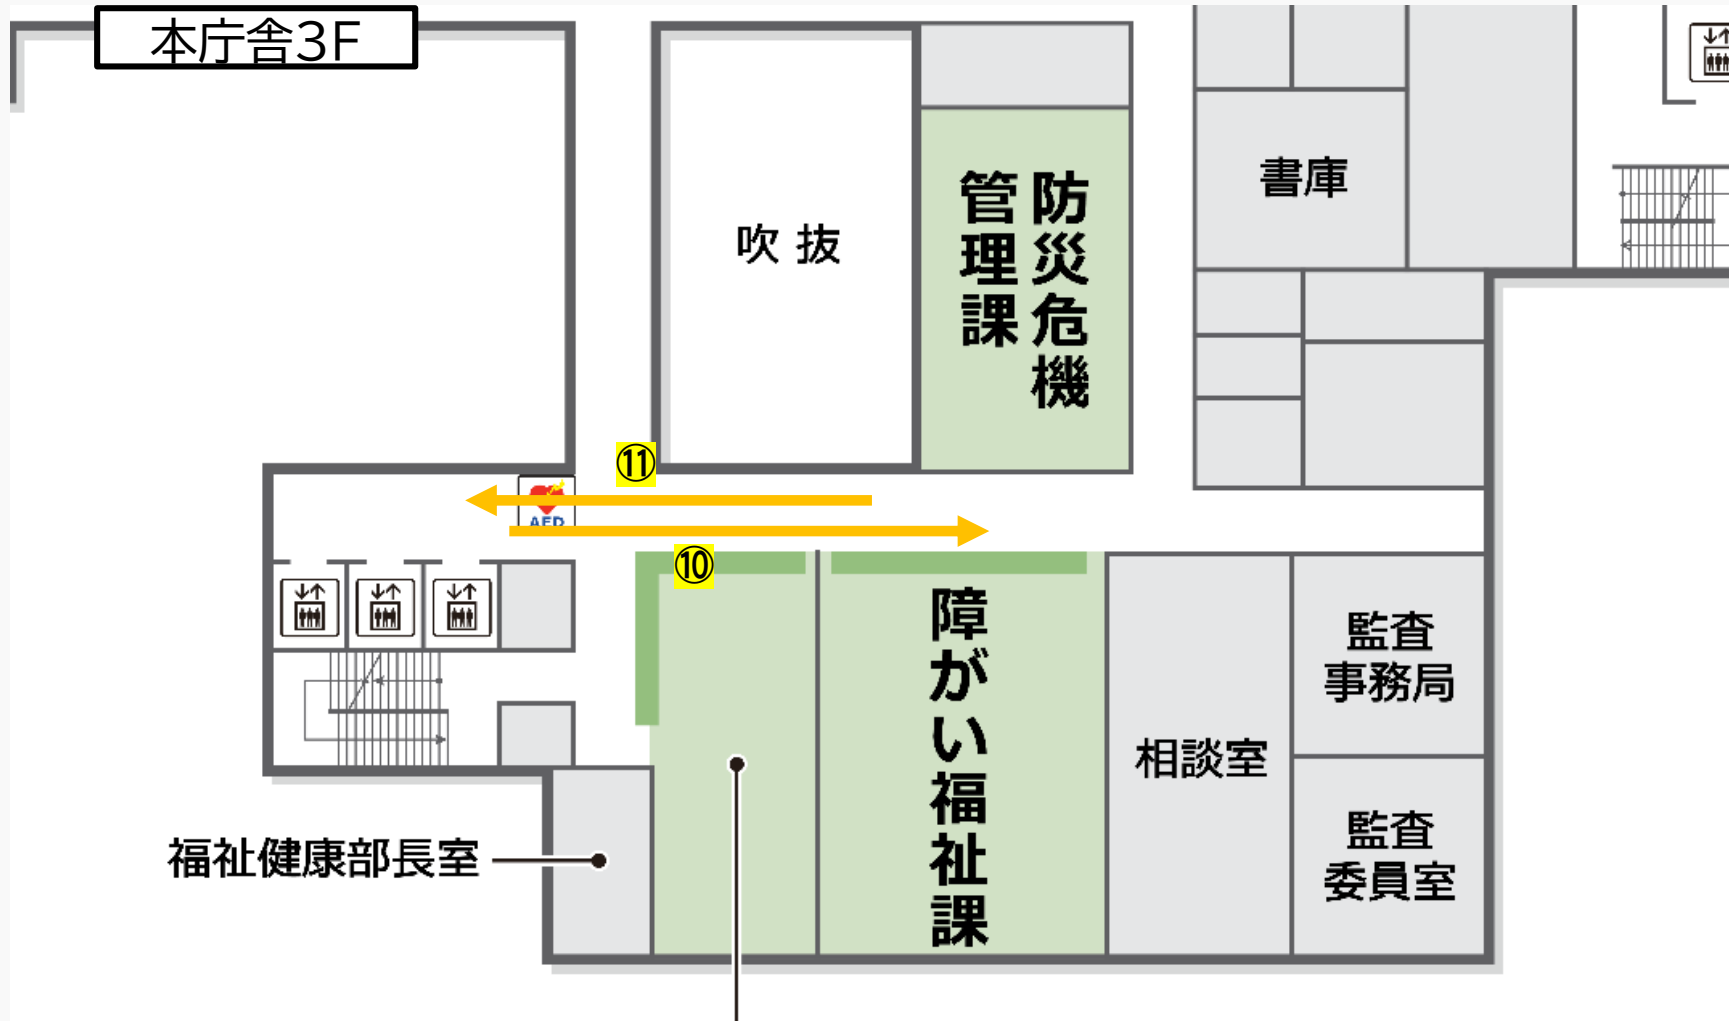 本庁舎3F
吹抜
防災危機
管理課
書庫
⑪
AED
⑩
障がい福祉課
監査
事務局
相談室
監査
委員室
福祉健康部長室